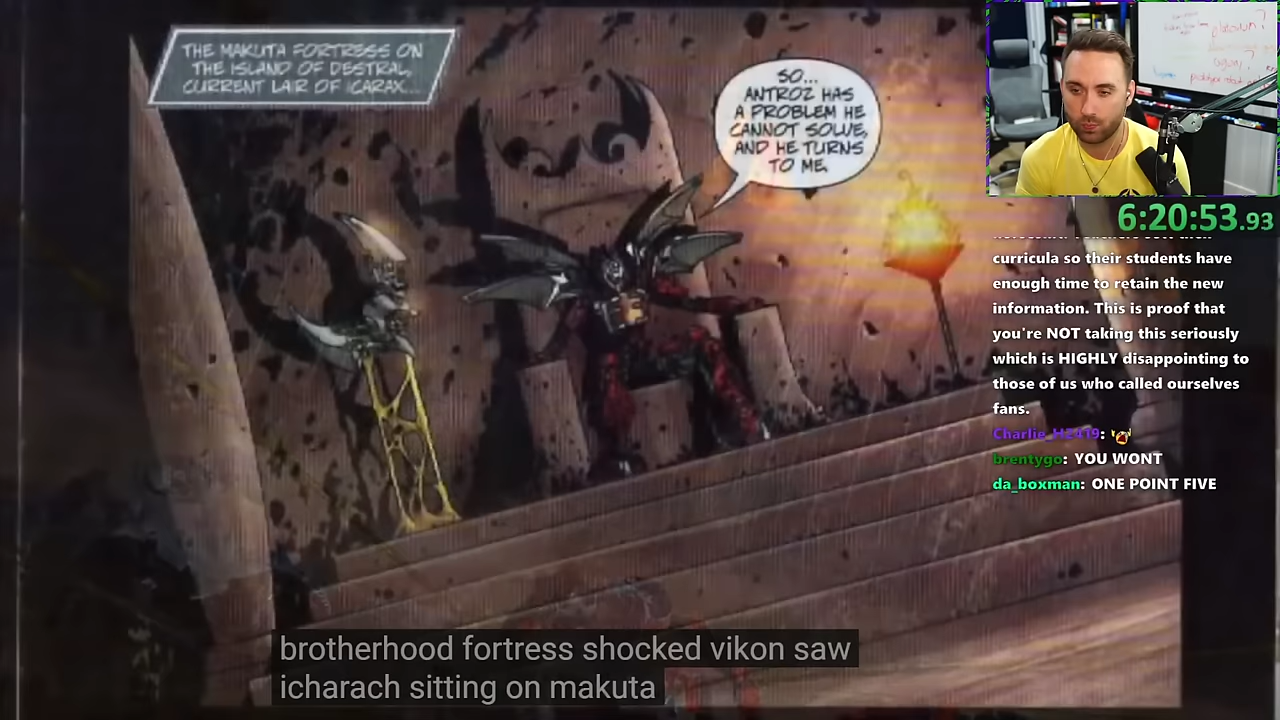 THE MAKUTA FORTRESS ON
THE ISLAND OF DESTRAL,
CURRENT LAIR OF ICARAX...
SO...
ANTROZ HAS
A PROBLEM HE
CANNOT SOLVE,
AND HE TURNS
TO ME.
6:20:53.93
curricula so their students have
enough time to retain the new
information. This is proof that
you're NOT taking this seriously
which is HIGHLY disappointing to
those of us who called ourselves
fans.
Charlie_H2419:
brentygo: YOU WONT
da_boxman: ONE POINT FIVE
brotherhood fortress shocked vikon saw
icharach sitting on makuta